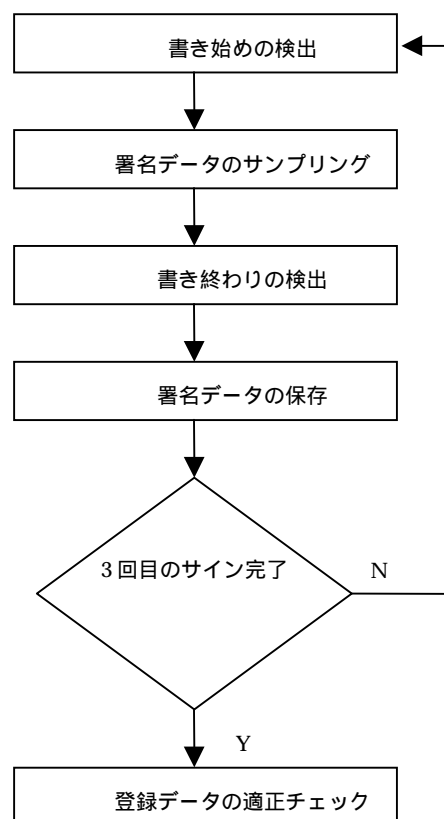 書き始めの検出
署名データのサンプリング
書き終わりの検出
署名データの保存
3回目のサイン完了
N
Y
登録データの適正チェック